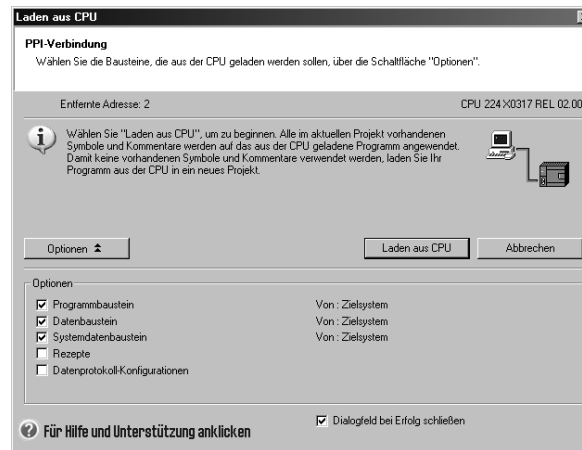 Laden aus CPU
PPI-Verbindung
Wählen Sie die Bausteine, die aus der CPU geladen werden sollen, über die Schaltfläche "Optionen".
Entfernte Adresse: 2
CPU 224 X0317 REL 02.00
Wählen Sie "Laden aus CPU", um zu beginnen. Alle im aktuellen Projekt vorhandenen
Symbole und Kommentare werden auf das aus der CPU geladene Programm angewendet.
Damit keine vorhandenen Symbole und Kommentare verwendet werden, laden Sie Ihr
Programm aus der CPU in ein neues Projekt.
Optionen
Laden aus CPU
Abbrechen
Optionen
Programmbaustein Von : Zielsystem
Datenbaustein Von : Zielsystem
Systemdatenbaustein Von : Zielsystem
Rezepte
Datenprotokoll-Konfigurationen
Dialogfeld bei Erfolg schließen
Für Hilfe und Unterstützung anklicken